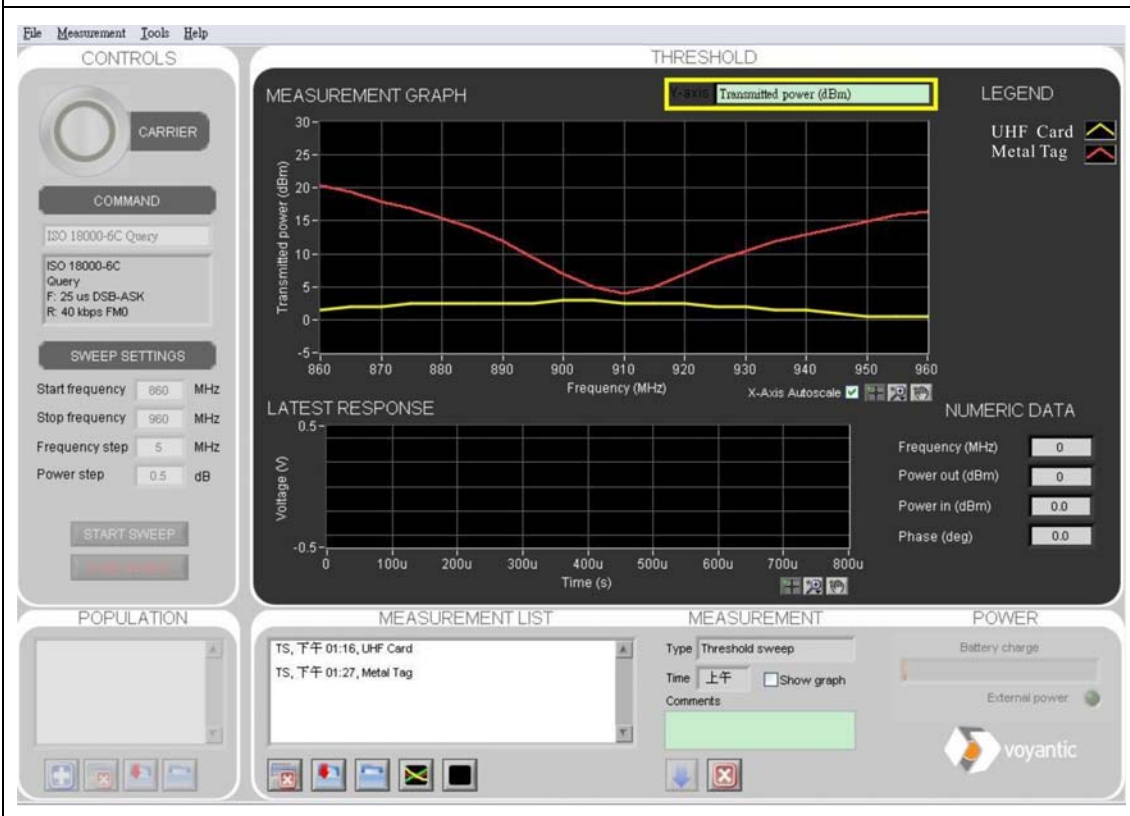 File Measurement Tools Help
CONTROLS
CARRIER
COMMAND
ISO 18000-6C Query
ISO 18000-6C
Query
F: 25 us DSB-ASK
R: 40 kbps FM0
SWEEP SETTINGS
Start frequency 860 MHz
Stop frequency 960 MHz
Frequency step 5 MHz
Power step 0.5 dB
START SWEEP
THRESHOLD
MEASUREMENT GRAPH
Y-axis Transmitted power (dBm)
LEGEND
UHF Card
Metal Tag
Transmitted power (dBm)
30
25
20
15
10
5
0
-5
860 870 880 890 900 910 920 930 940 950 960
Frequency (MHz)
X-Axis Autoscale
LATEST RESPONSE
Voltage (V)
0.5
-0.5
0 100u 200u 300u 400u 500u 600u 700u 800u
Time (s)
NUMERIC DATA
Frequency (MHz) 0
Power out (dBm) 0
Power in (dBm) 0.0
Phase (deg) 0.0
POPULATION
MEASUREMENT LIST
TS, 下午 01:16, UHF Card
TS, 下午 01:27, Metal Tag
MEASUREMENT
Type Threshold sweep
Time 上午 Show graph
Comments
POWER
Battery charge
External power
voyantic